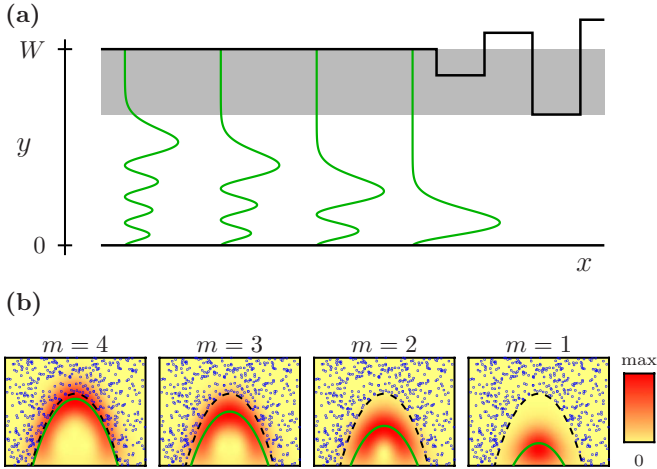 (a)
W
y
0
x
(b)
m = 4
m = 3
m = 2
m = 1
max
0